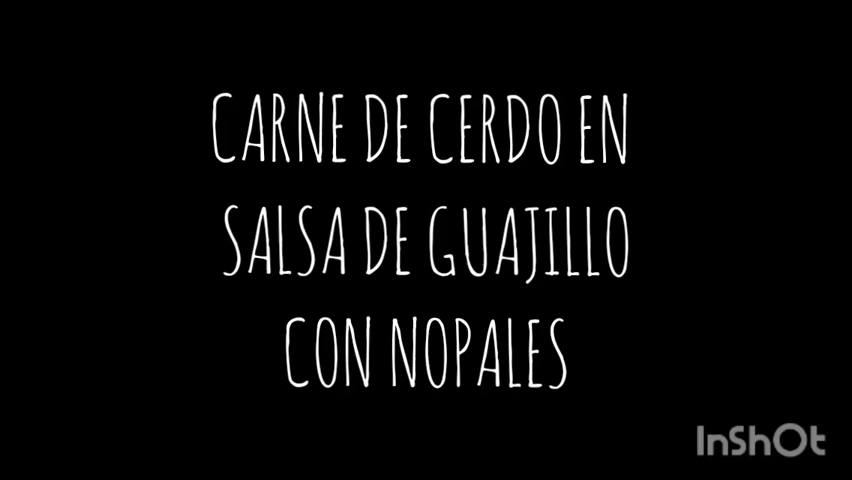 CARNE DE CERDO EN
SALSA DE GUAJILLO
CON NOPALES
InShOt